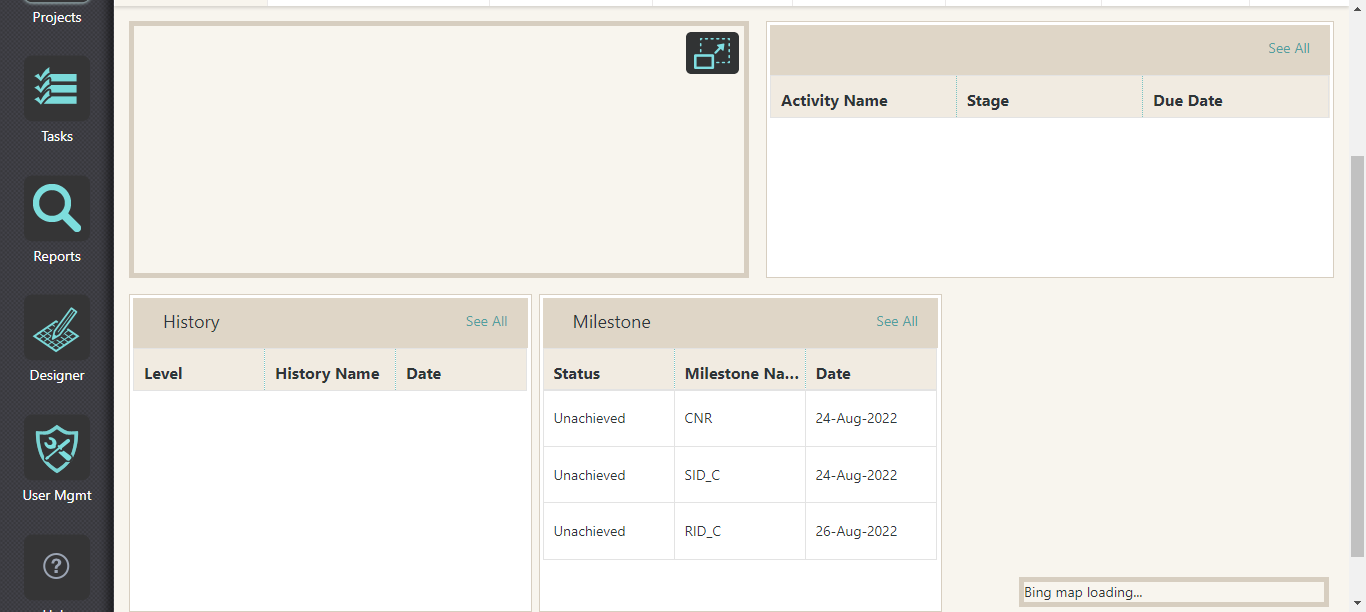 Projects
Tasks
Reports
Designer
User Mgmt
?
See All
Activity Name Stage Due Date
History See All
Level History Name Date
Milestone See All
Status Milestone Na... Date
Unachieved CNR 24-Aug-2022
Unachieved SID_C 24-Aug-2022
Unachieved RID_C 26-Aug-2022
Bing map loading...